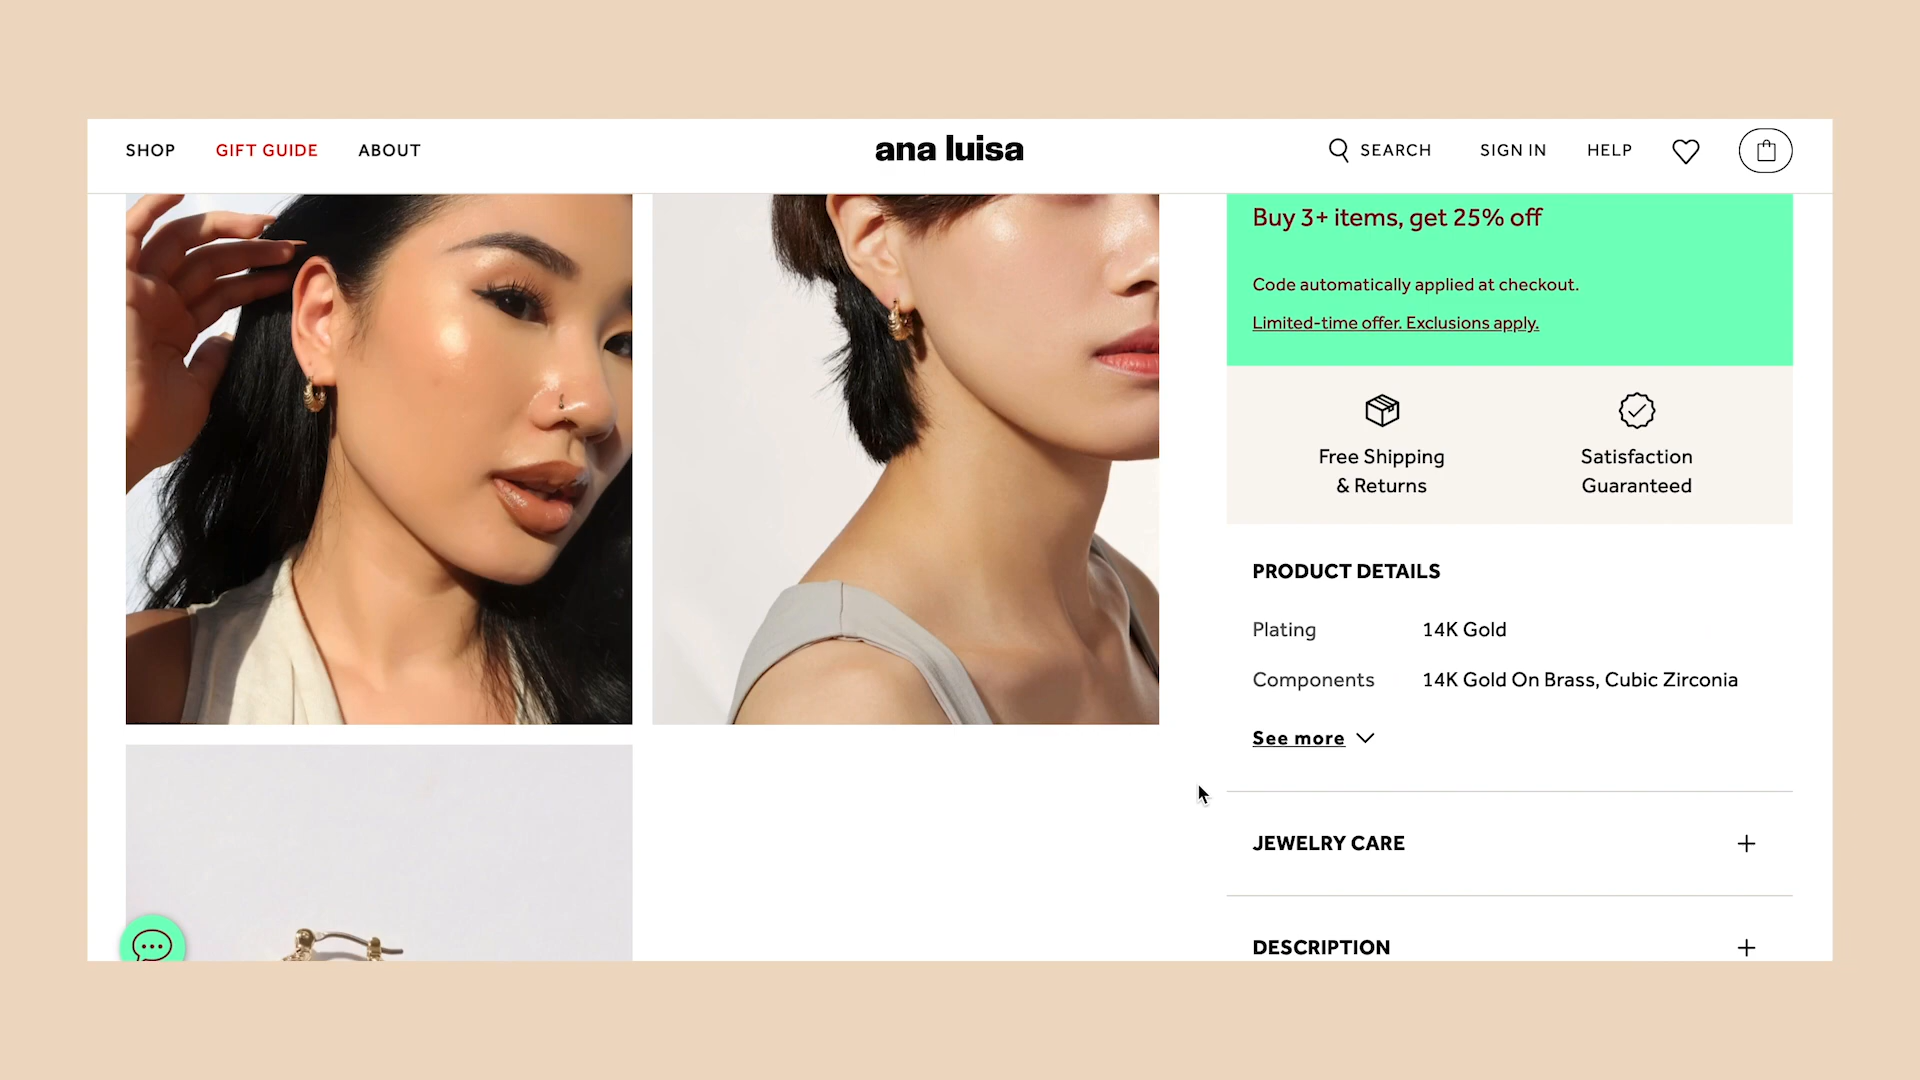 SHOP
GIFT GUIDE
ABOUT
ana luisa
SEARCH
SIGN IN
HELP
Buy 3+ items, get 25% off
Code automatically applied at checkout.
Limited-time offer. Exclusions apply.
Free Shipping
& Returns
Satisfaction
Guaranteed
PRODUCT DETAILS
Plating 14K Gold
Components 14K Gold On Brass, Cubic Zirconia
See more
JEWELRY CARE
DESCRIPTION